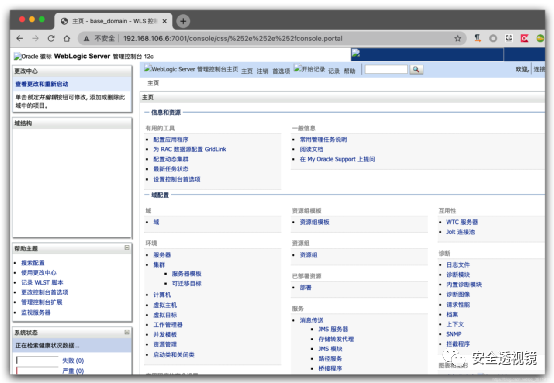 主页 - base_domain - WLS 控制
不安全 192.168.106.6:7001/console/css/%252e%252e%252fconsole.portal
Oracle 徽标 WebLogic Server 管理控制台 12c
更改中心
查看更改和重新启动
单击锁定并编辑按钮可修改, 添加或删除此域中的项目。
域结构
帮助主题
搜索配置
使用更改中心
记录 WLST 脚本
更改控制台首选项
管理控制台扩展
监视服务器
系统状态
正在检索健康状况数据...
失败 (0)
严重 (0)
WebLogic Server 管理控制台主页 主页 注销 首选项 开始记录 记录 帮助
欢迎, 连接
主页
主页
信息和资源
有用的工具
配置应用程序
为 RAC 数据源配置 GridLink
配置动态集群
最新任务状态
设置控制台首选项
一般信息
常用管理任务说明
阅读文档
在 My Oracle Support 上提问
域配置
域
域
环境
服务器
集群
服务器模板
可迁移目标
计算机
虚拟主机
虚拟目标
工作管理器
并发模板
资源管理
启动类和关闭类
资源组模板
资源组模板
资源组
资源组
已部署资源
部署
服务
消息传送
JMS 服务器
存储转发代理
JMS 模块
路径服务
桥接程序
互用性
WTC 服务器
Jolt 连接池
诊断
日志文件
诊断模块
内置诊断模块
诊断图像
请求性能
档案
上下文
SNMP
拦截程序
安全透视镜